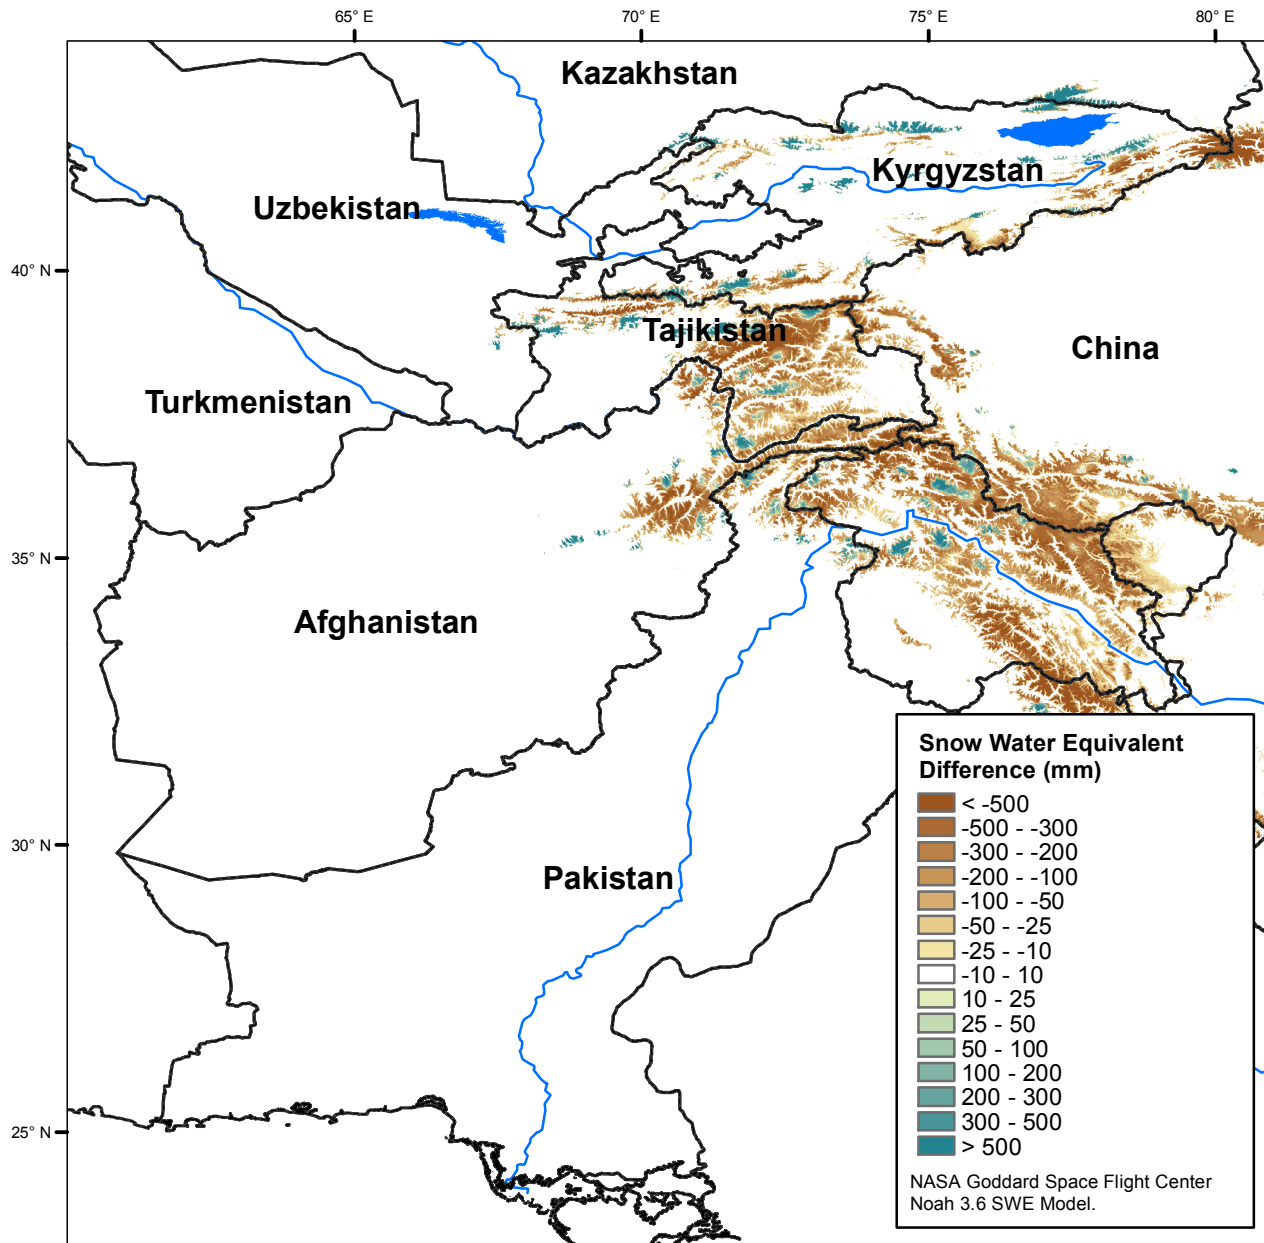 65° E
70° E
75° E
80° E
Kazakhstan
Kyrgyzstan
Uzbekistan
40° N
Tajikistan
China
Turkmenistan
35° N
Afghanistan
30° N
Pakistan
25° N
Snow Water Equivalent
Difference (mm)
< -500
-500 - -300
-300 - -200
-200 - -100
-100 - -50
-50 - -25
-25 - -10
-10 - 10
10 - 25
25 - 50
50 - 100
100 - 200
200 - 300
300 - 500
> 500
NASA Goddard Space Flight Center
Noah 3.6 SWE Model.